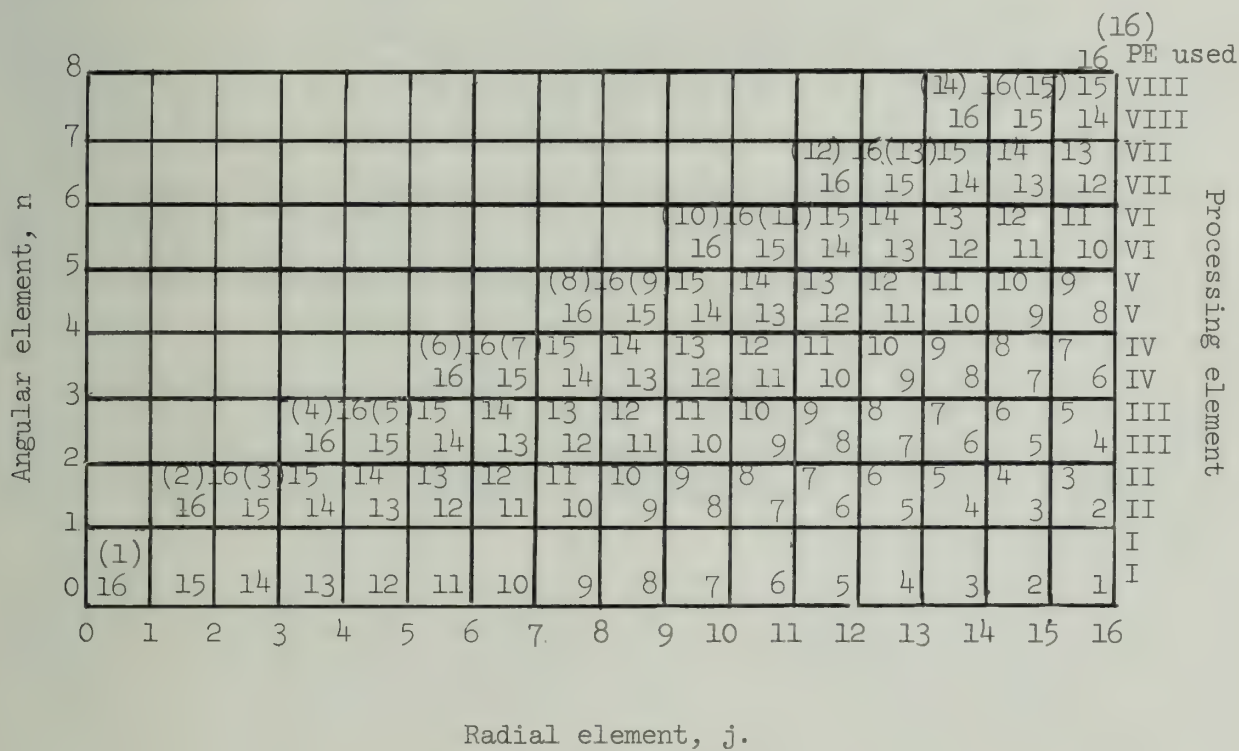 (16)
16 PE used
8 (14) 16(15) 15 VIII
16 15 14 VIII
7 (12) 16(13)15 14 13 VII
16 15 14 13 12 VII
6 (10)16(11)15 14 13 12 11 VI
16 15 14 13 12 11 10 VI
5 (8)16(9)15 14 13 12 11 10 9 V
16 15 14 13 12 11 10 9 8 V
4 (6)16(7)15 14 13 12 11 10 9 8 7 IV
16 15 14 13 12 11 10 9 8 7 6 IV
3 (4)16(5)15 14 13 12 11 10 9 8 7 6 5 III
16 15 14 13 12 11 10 9 8 7 6 5 4 III
2 (2)16(3)15 14 13 12 11 10 9 8 7 6 5 4 3 II
16 15 14 13 12 11 10 9 8 7 6 5 4 3 2 II
1 I
(1)
0 16 15 14 13 12 11 10 9 8 7 6 5 4 3 2 1 I
0 1 2 3 4 5 6 7 8 9 10 11 12 13 14 15 16
Angular element, n
Processing element
Radial element, j.